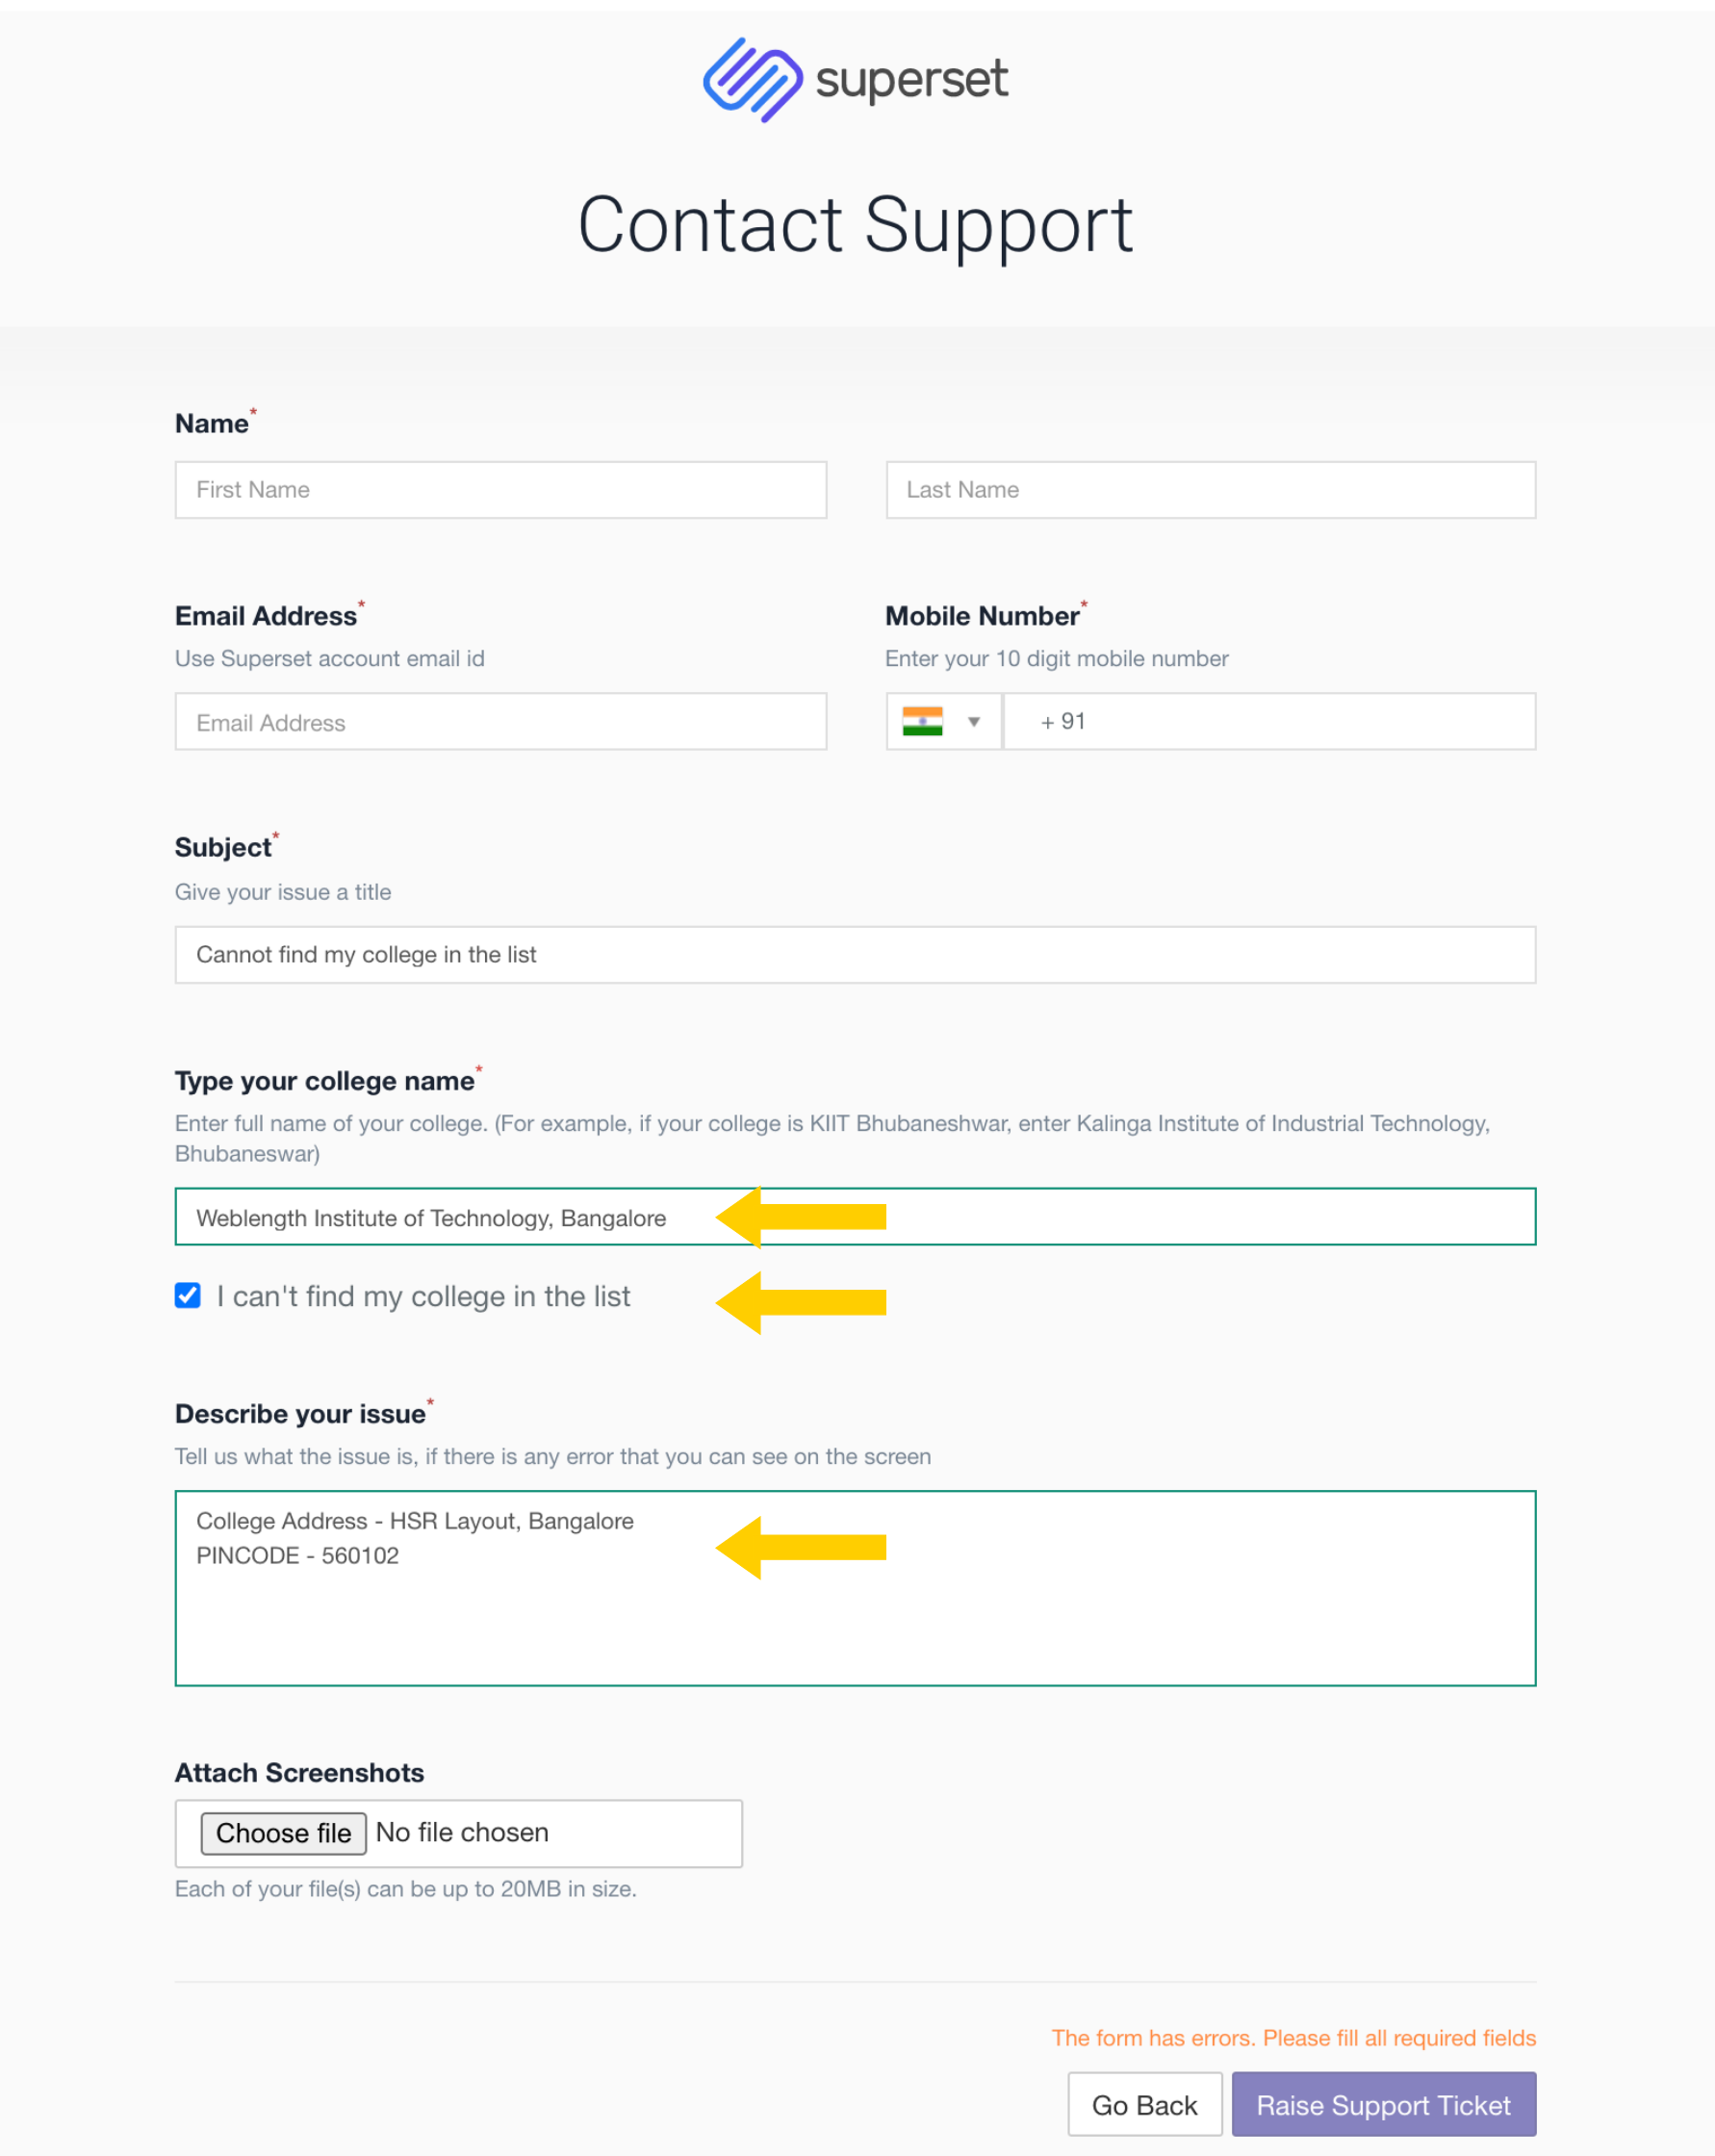 superset
Contact Support
Name*
First Name
Last Name
Email Address*
Mobile Number*
Use Superset account email id
Enter your 10 digit mobile number
Email Address
+ 91
Subject*
Give your issue a title
Cannot find my college in the list
Type your college name*
Enter full name of your college. (For example, if your college is KIIT Bhubaneshwar, enter Kalinga Institute of Industrial Technology,
Bhubaneswar)
Weblength Institute of Technology, Bangalore
I can't find my college in the list
Describe your issue*
Tell us what the issue is, if there is any error that you can see on the screen
College Address - HSR Layout, Bangalore
PINCODE - 560102
Attach Screenshots
Choose file No file chosen
Each of your file(s) can be up to 20MB in size.
The form has errors. Please fill all required fields
Go Back
Raise Support Ticket